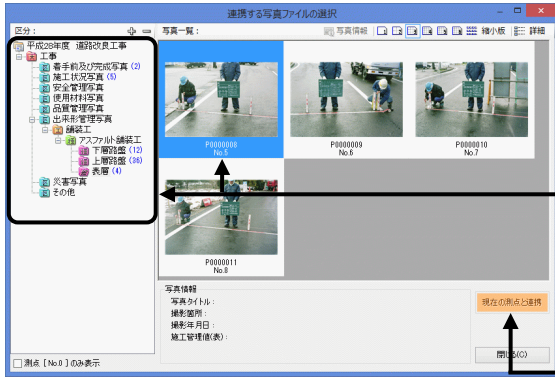 連携する写真ファイルの選択
区分:
平成28年度 道路改良工事
工事
着手前及び完成写真 (2)
施工状況写真 (5)
安全管理写真
使用材料写真
品質管理写真
出来形管理写真
舗装工
アスファルト舗装工
下層路盤 (12)
上層路盤 (36)
表層 (4)
災害写真
その他
測点 [ No.0 ] のみ表示
写真一覧:
写真情報
1 2 3 4 5 6
縮小版
詳細
P0000008
No.5
P0000009
No.6
P0000010
No.7
P0000011
No.8
写真情報
写真タイトル:
撮影箇所:
撮影年月日:
施工管理値(表):
現在の測点と連携
閉じる(C)